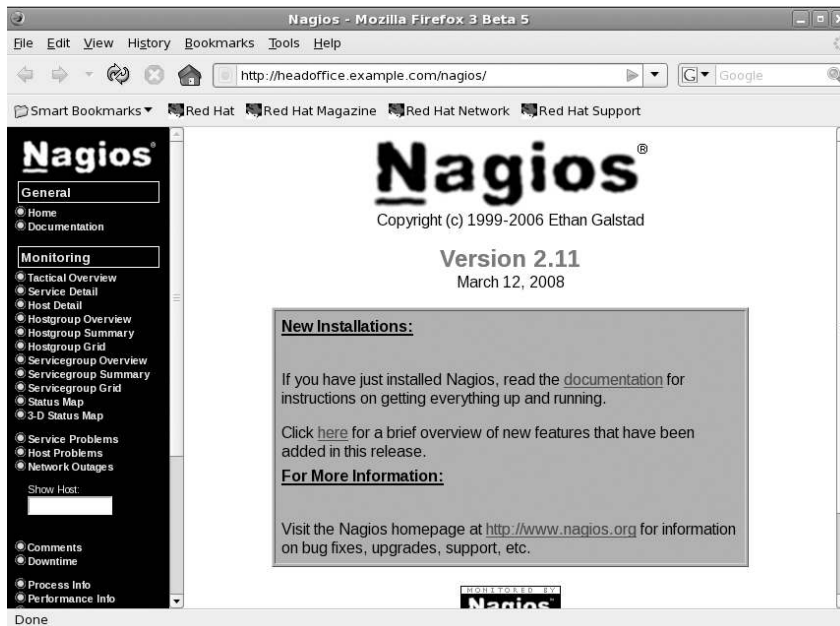 Nagios - Mozilla Firefox 3 Beta 5
File Edit View History Bookmarks Tools Help
http://headoffice.example.com/nagios/
G Google
Smart Bookmarks Red Hat Red Hat Magazine Red Hat Network Red Hat Support
Nagios®
General
Home
Documentation
Monitoring
Tactical Overview
Service Detail
Host Detail
Hostgroup Overview
Hostgroup Summary
Hostgroup Grid
Servicegroup Overview
Servicegroup Summary
Servicegroup Grid
Status Map
3-D Status Map
Service Problems
Host Problems
Network Outages
Show Host:
Comments
Downtime
Process Info
Performance Info
Nagios®
Copyright (c) 1999-2006 Ethan Galstad
Version 2.11
March 12, 2008
New Installations:
If you have just installed Nagios, read the documentation for
instructions on getting everything up and running.
Click here for a brief overview of new features that have been
added in this release.
For More Information:
Visit the Nagios homepage at http://www.nagios.org for information
on bug fixes, upgrades, support, etc.
MONITORED BY
Nagios
Done